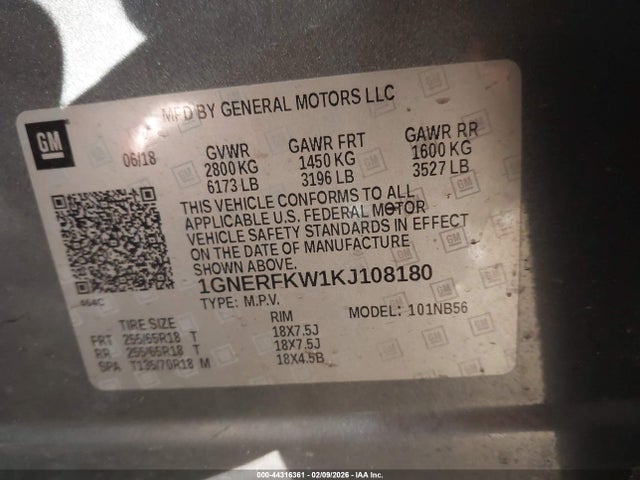 MFD BY GENERAL MOTORS LLC
GM
06/18 GVWR GAWR FRT GAWR RR
2800 KG 1450 KG 1600 KG
6173 LB 3196 LB 3527 LB
THIS VEHICLE CONFORMS TO ALL
APPLICABLE U.S. FEDERAL MOTOR
VEHICLE SAFETY STANDARDS IN EFFECT
ON THE DATE OF MANUFACTURE
SHOWN ABOVE.
464C
1GNERFKW1KJ108180
TYPE: M.P.V. MODEL: 101NB56
TIRE SIZE RIM
FRT 255/65R18 T 18X7.5J
RR 255/65R18 T 18X7.5J
SPA T135/70R18 M 18X4.5B
000-44316361 - 02/09/2026 - IAA Inc.